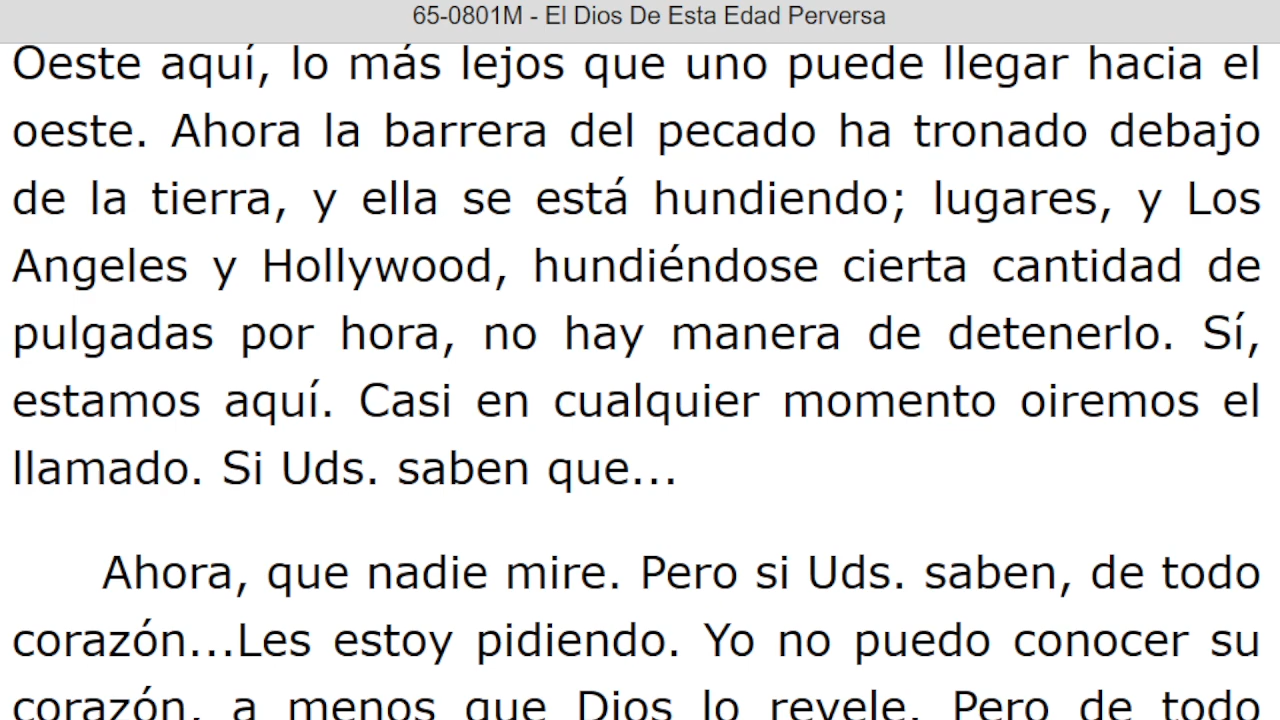 65-0801M - El Dios De Esta Edad Perversa
Oeste aquí, lo más lejos que uno puede llegar hacia el
oeste. Ahora la barrera del pecado ha tronado debajo
de la tierra, y ella se está hundiendo; lugares, y Los
Angeles y Hollywood, hundiéndose cierta cantidad de
pulgadas por hora, no hay manera de detenerlo. Sí,
estamos aquí. Casi en cualquier momento oiremos el
llamado. Si Uds. saben que...
Ahora, que nadie mire. Pero si Uds. saben, de todo
corazón...Les estoy pidiendo. Yo no puedo conocer su
corazón, a menos que Dios lo revele. Pero de todo